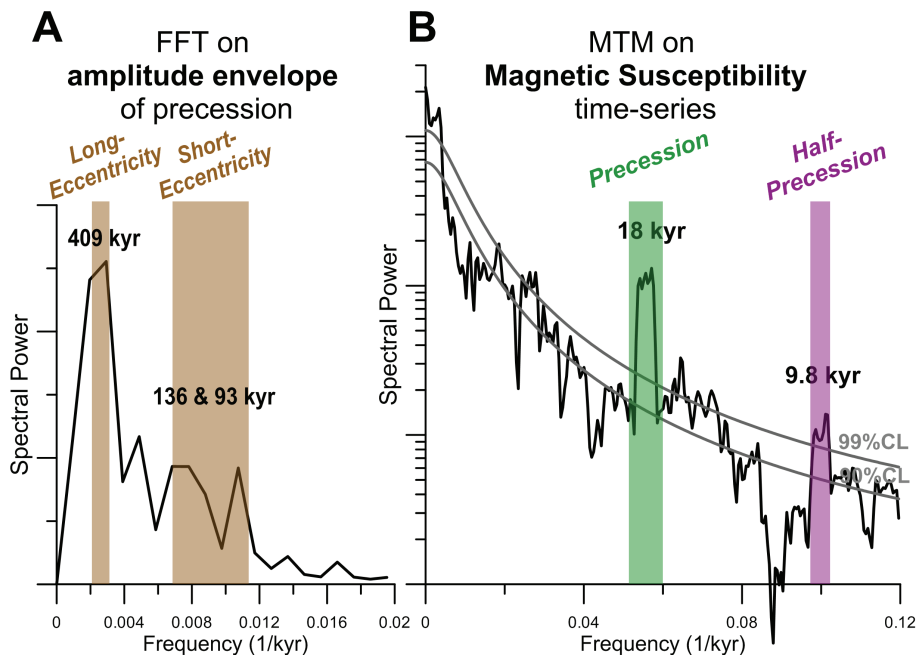 A
FFT on
amplitude envelope
of precession
Long-
Eccentricity
Short-
Eccentricity
409 kyr
136 & 93 kyr
Spectral Power
0
0.004
0.008
0.012
0.02
Frequency (1/kyr)
B
MTM on
Magnetic Susceptibility
time-series
Precession
Half-
Precession
18 kyr
9.8 kyr
99%CL
90%CL
Spectral Power
0
0.04
0.08
0.12
Frequency (1/kyr)